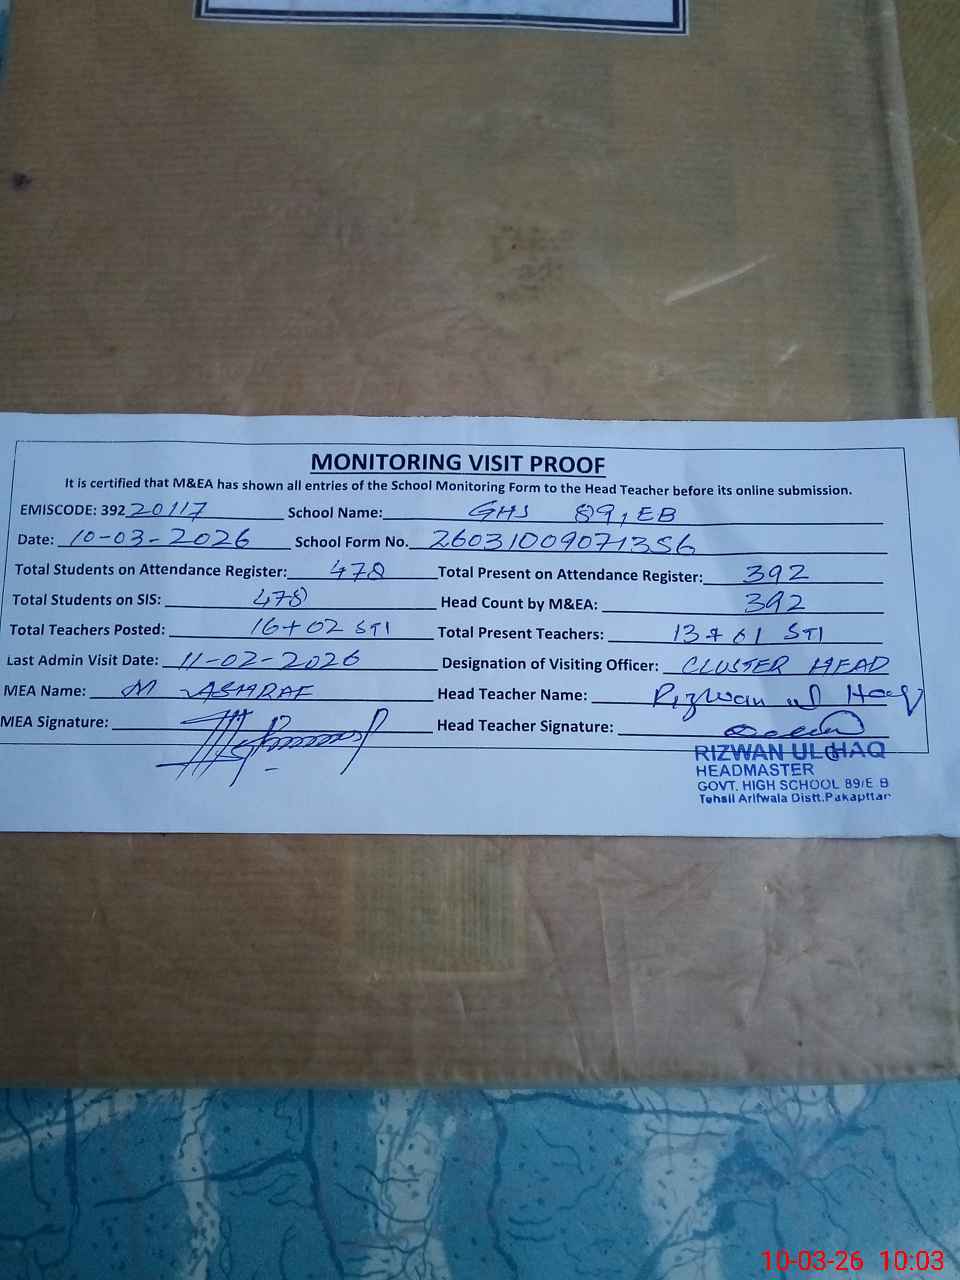 MONITORING VISIT PROOF
It is certified that M&EA has shown all entries of the School Monitoring Form to the Head Teacher before its online submission.
EMISCODE: 392 20117 School Name: GHS 89, EB
Date: 10-03-2026 School Form No. 26031009071356
Total Students on Attendance Register: 478 Total Present on Attendance Register: 392
Total Students on SIS: 478 Head Count by M&EA: 392
Total Teachers Posted: 16+02 STI Total Present Teachers: 13+01 STI
Last Admin Visit Date: 11-02-2026 Designation of Visiting Officer: CLUSTER HEAD
MEA Name: M ASHRAF Head Teacher Name: Rizwan ul Haq
MEA Signature: Head Teacher Signature:
RIZWAN UL HAQ
HEADMASTER
GOVT. HIGH SCHOOL 89/E B
Tehsil Arifwala Distt.Pakapttan
10-03-26 10:03